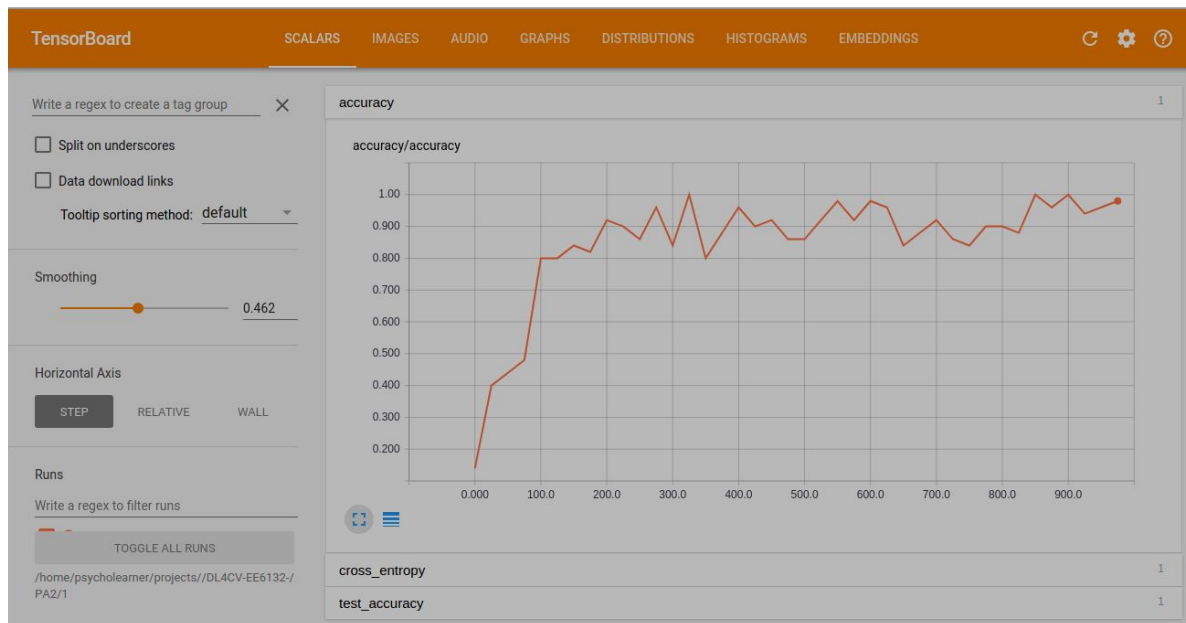 TensorBoard SCALARS IMAGES AUDIO GRAPHS DISTRIBUTIONS HISTOGRAMS EMBEDDINGS
Write a regex to create a tag group
Split on underscores
Data download links
Tooltip sorting method: default
Smoothing
0.462
Horizontal Axis
STEP RELATIVE WALL
Runs
Write a regex to filter runs
TOGGLE ALL RUNS
/home/psycholearner/projects//DL4CV-EE6132-/
PA2/1
accuracy 1
accuracy/accuracy
1.00
0.900
0.800
0.700
0.600
0.500
0.400
0.300
0.200
0.000 100.0 200.0 300.0 400.0 500.0 600.0 700.0 800.0 900.0
cross_entropy 1
test_accuracy 1